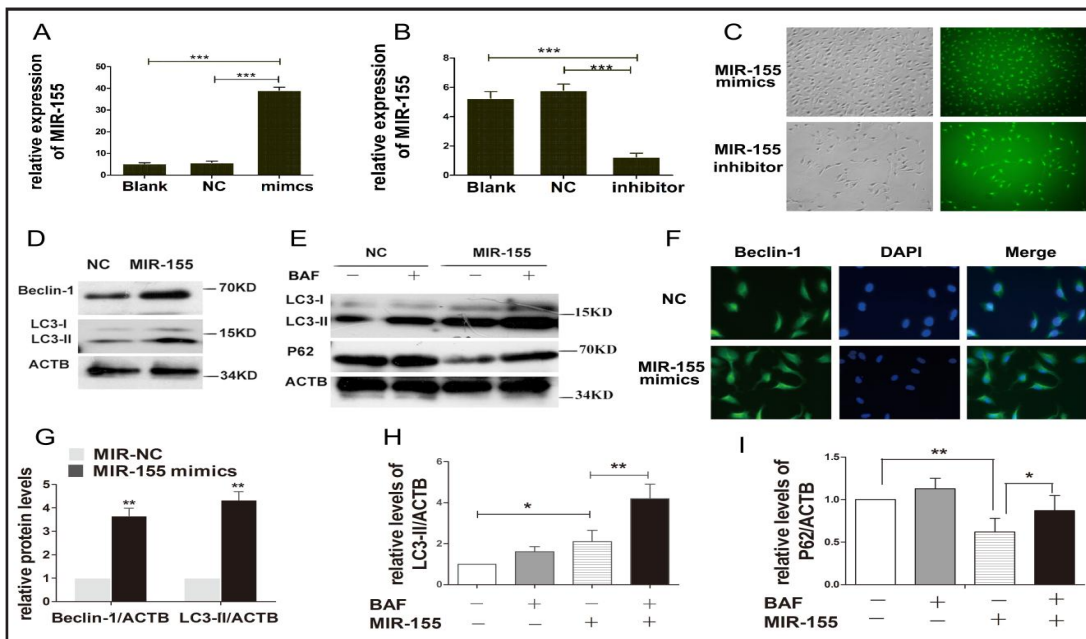 A
relative expression
of MIR-155
50
40
30
20
10
0
***
***
Blank NC mimcs
B
relative expression
of MIR-155
8
6
4
2
0
***
***
Blank NC inhibitor
C
MIR-155
mimics
MIR-155
inhibitor
D
NC MIR-155
Beclin-1
70KD
LC3-I
15KD
LC3-II
ACTB
34KD
E
NC MIR-155
BAF — + — +
LC3-I
15KD
LC3-II
P62
70KD
ACTB
34KD
F
Beclin-1 DAPI Merge
NC
MIR-155
mimics
G
MIR-NC
MIR-155 mimics
relative protein levels
5
4
3
2
1
0
**
**
Beclin-1/ACTB LC3-II/ACTB
H
relative levels of
LC3-II/ACTB
6
4
2
0
*
**
BAF — + — +
MIR-155 — — + +
I
relative levels of
P62/ACTB
1.5
1.0
0.5
0.0
**
*
BAF — + — +
MIR-155 — — + +